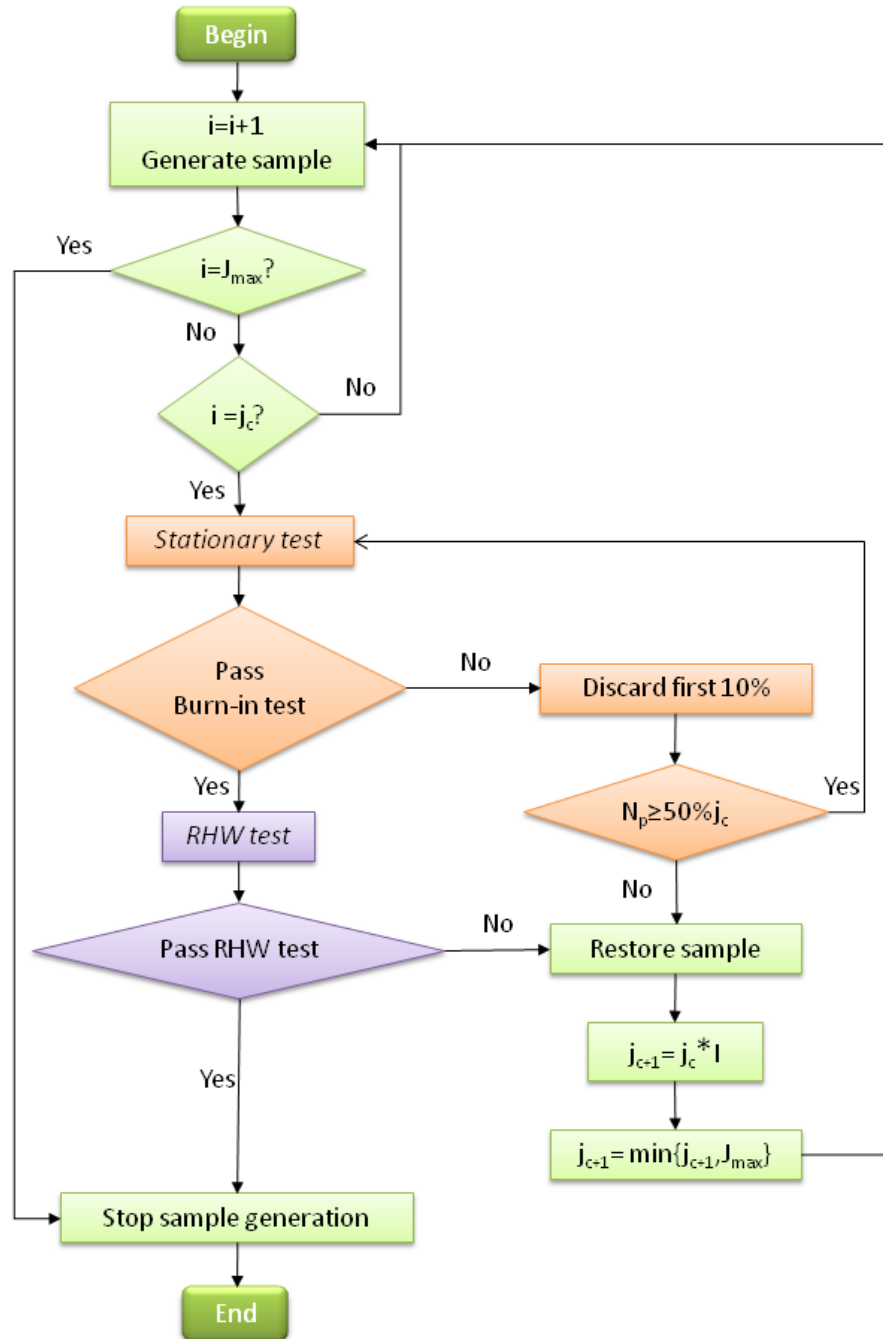 Begin
i=i+1
Generate sample
Yes
i=Jmax?
No
No
i =jc?
Yes
Stationary test
Pass
Burn-in test
No
Discard first 10%
Yes
Yes
Np≥50%jc
RHW test
No
Pass RHW test
No
Restore sample
jc+1= jc* I
Yes
jc+1= min{jc+1,Jmax}
Stop sample generation
End